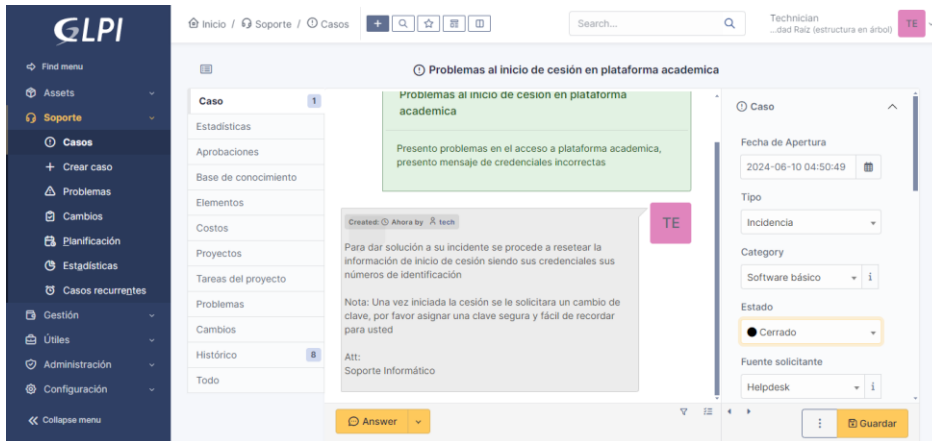 GLPI
Inicio / Soporte / Casos
Search...
Technician
...dad Raiz (estructura en árbol)
TE
Find menu
Assets
Soporte
Casos
Crear caso
Problemas
Cambios
Planificación
Estadísticas
Casos recurrentes
Gestión
Útiles
Administración
Configuración
Collapse menu
Problemas al inicio de cesión en plataforma academica
Caso 1
Estadísticas
Aprobaciones
Base de conocimiento
Elementos
Costos
Proyectos
Tareas del proyecto
Problemas
Cambios
Histórico 8
Todo
Problemas al inicio de cesión en plataforma
academica
Presento problemas en el acceso a plataforma academica,
presento mensaje de credenciales incorrectas
Created: Ahora by tech
TE
Para dar solución a su incidente se procede a resetear la
información de inicio de cesión siendo sus credenciales sus
números de identificación
Nota: Una vez iniciada la cesión se le solicitara un cambio de
clave, por favor asignar una clave segura y fácil de recordar
para usted
Att:
Soporte Informático
Answer
Caso
Fecha de Apertura
2024-06-10 04:50:49
Tipo
Incidencia
Category
Software básico i
Estado
Cerrado
Fuente solicitante
Helpdesk i
Guardar